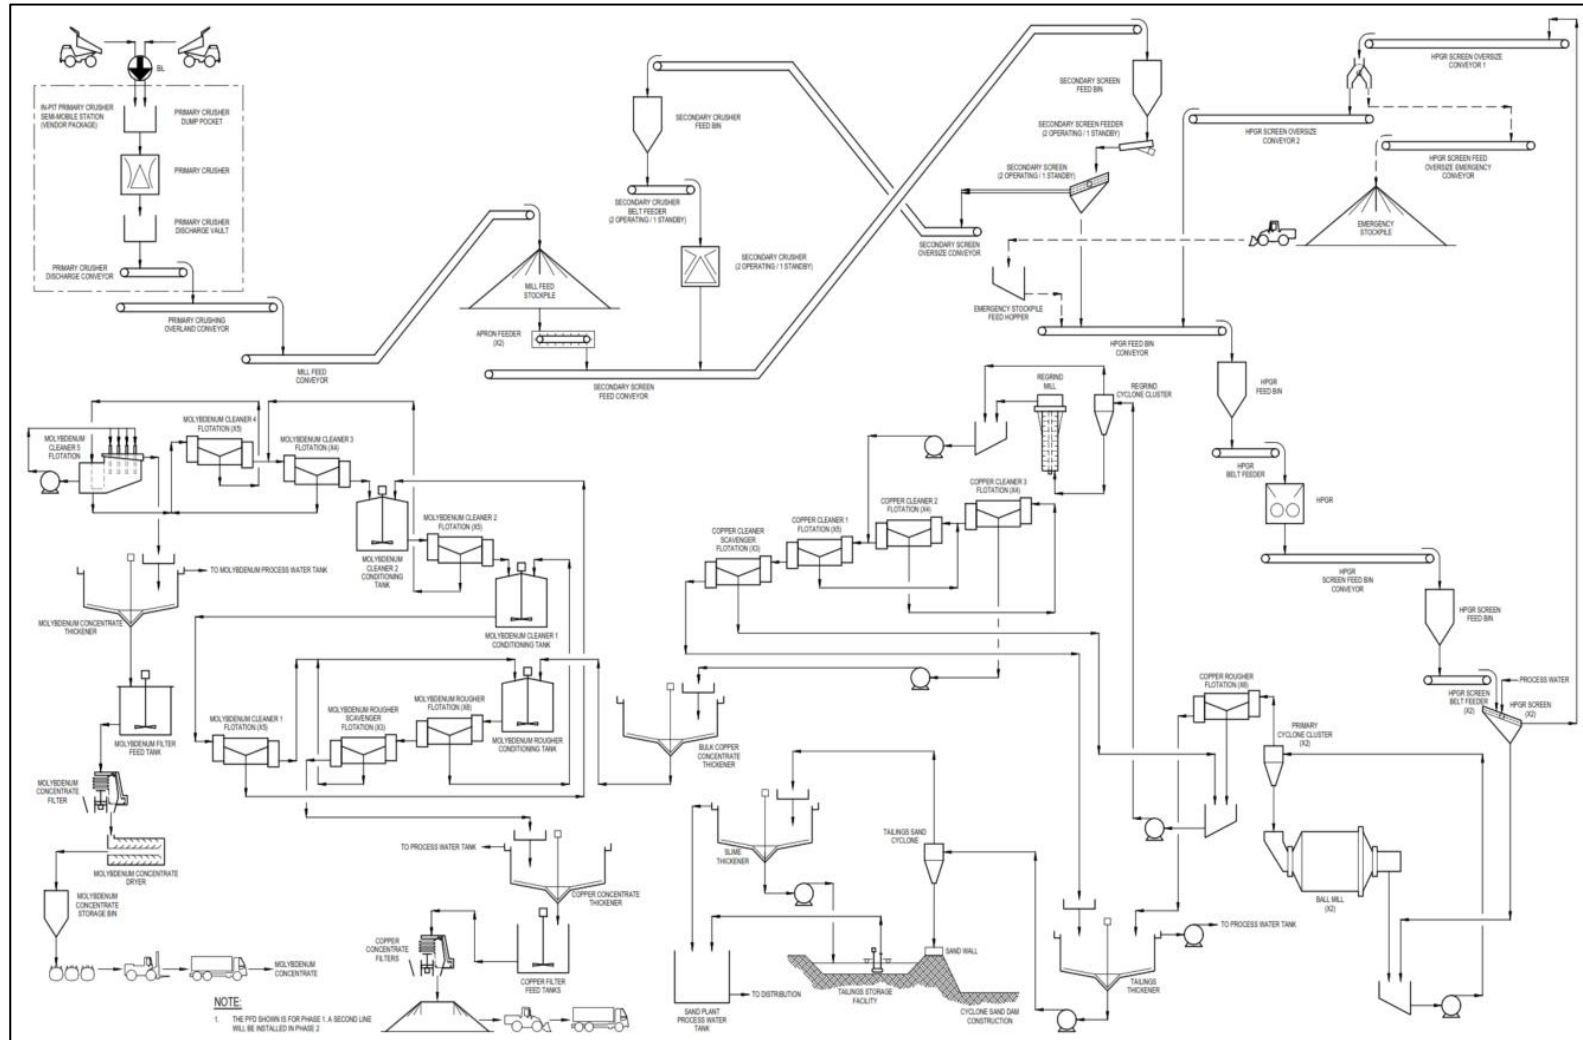 BL
IN-PIT PRIMARY CRUSHER
SEMI-MOBILE STATION
(VENDOR PACKAGE)
PRIMARY CRUSHER
DUMP POCKET
PRIMARY CRUSHER
PRIMARY CRUSHER
DISCHARGE VAULT
PRIMARY CRUSHER
DISCHARGE CONVEYOR
PRIMARY CRUSHING
OVERLAND CONVEYOR
MILL FEED
CONVEYOR
MILL FEED
STOCKPILE
APRON FEEDER
(X2)
SECONDARY CRUSHER
FEED BIN
SECONDARY CRUSHER
BELT FEEDER
(2 OPERATING / 1 STANDBY)
SECONDARY CRUSHER
(2 OPERATING / 1 STANDBY)
SECONDARY SCREEN
FEED CONVEYOR
SECONDARY SCREEN
FEED BIN
SECONDARY SCREEN FEEDER
(2 OPERATING / 1 STANDBY)
SECONDARY SCREEN
(2 OPERATING / 1 STANDBY)
SECONDARY SCREEN
OVERSIZE CONVEYOR
HPGR SCREEN OVERSIZE
CONVEYOR 1
HPGR SCREEN OVERSIZE
CONVEYOR 2
HPGR SCREEN FEED
OVERSIZE EMERGENCY
CONVEYOR
EMERGENCY
STOCKPILE
EMERGENCY STOCKPILE
FEED HOPPER
HPGR FEED BIN
CONVEYOR
HPGR
FEED BIN
HPGR
BELT FEEDER
HPGR
HPGR
SCREEN FEED BIN
CONVEYOR
HPGR SCREEN
FEED BIN
PROCESS WATER
HPGR SCREEN
BELT FEEDER
(X2)
HPGR SCREEN
(X2)
MOLYBDENUM
CLEANER 5
FLOTATION
MOLYBDENUM CLEANER 4
FLOTATION (X5)
MOLYBDENUM CLEANER 3
FLOTATION (X4)
MOLYBDENUM CLEANER 2
FLOTATION (X5)
MOLYBDENUM
CLEANER 2
CONDITIONING
TANK
MOLYBDENUM CLEANER 1
CONDITIONING TANK
TO MOLYBDENUM PROCESS WATER TANK
MOLYBDENUM CONCENTRATE
THICKENER
MOLYBDENUM FILTER
FEED TANK
MOLYBDENUM
CONCENTRATE
FILTER
MOLYBDENUM CONCENTRATE
DRYER
MOLYBDENUM
CONCENTRATE
STORAGE BIN
MOLYBDENUM
CONCENTRATE
MOLYBDENUM CLEANER 1
FLOTATION (X5)
MOLYBDENUM ROUGHER
SCAVENGER
FLOTATION (X3)
MOLYBDENUM ROUGHER
FLOTATION (X6)
MOLYBDENUM ROUGHER
CONDITIONING TANK
REGRIND
MILL
REGRIND
CYCLONE CLUSTER
COPPER CLEANER 3
FLOTATION (X4)
COPPER CLEANER 2
FLOTATION (X4)
COPPER CLEANER 1
FLOTATION (X5)
COPPER CLEANER
SCAVENGER
FLOTATION (X3)
BULK COPPER
CONCENTRATE
THICKENER
COPPER ROUGHER
FLOTATION (X6)
PRIMARY
CYCLONE CLUSTER
(X2)
BALL MILL
(X2)
TO PROCESS WATER TANK
COPPER CONCENTRATE
THICKENER
COPPER
CONCENTRATE
FILTERS
COPPER FILTER
FEED TANKS
SLIME
THICKENER
TAILINGS SAND
CYCLONE
SAND WALL
TO DISTRIBUTION
SAND PLANT
PROCESS WATER
TANK
TAILINGS STORAGE
FACILITY
CYCLONE SAND DAM
CONSTRUCTION
TAILINGS
THICKENER
TO PROCESS WATER TANK
NOTE:
1. THE PFD SHOWN IS FOR PHASE 1. A SECOND LINE
WILL BE INSTALLED IN PHASE 2